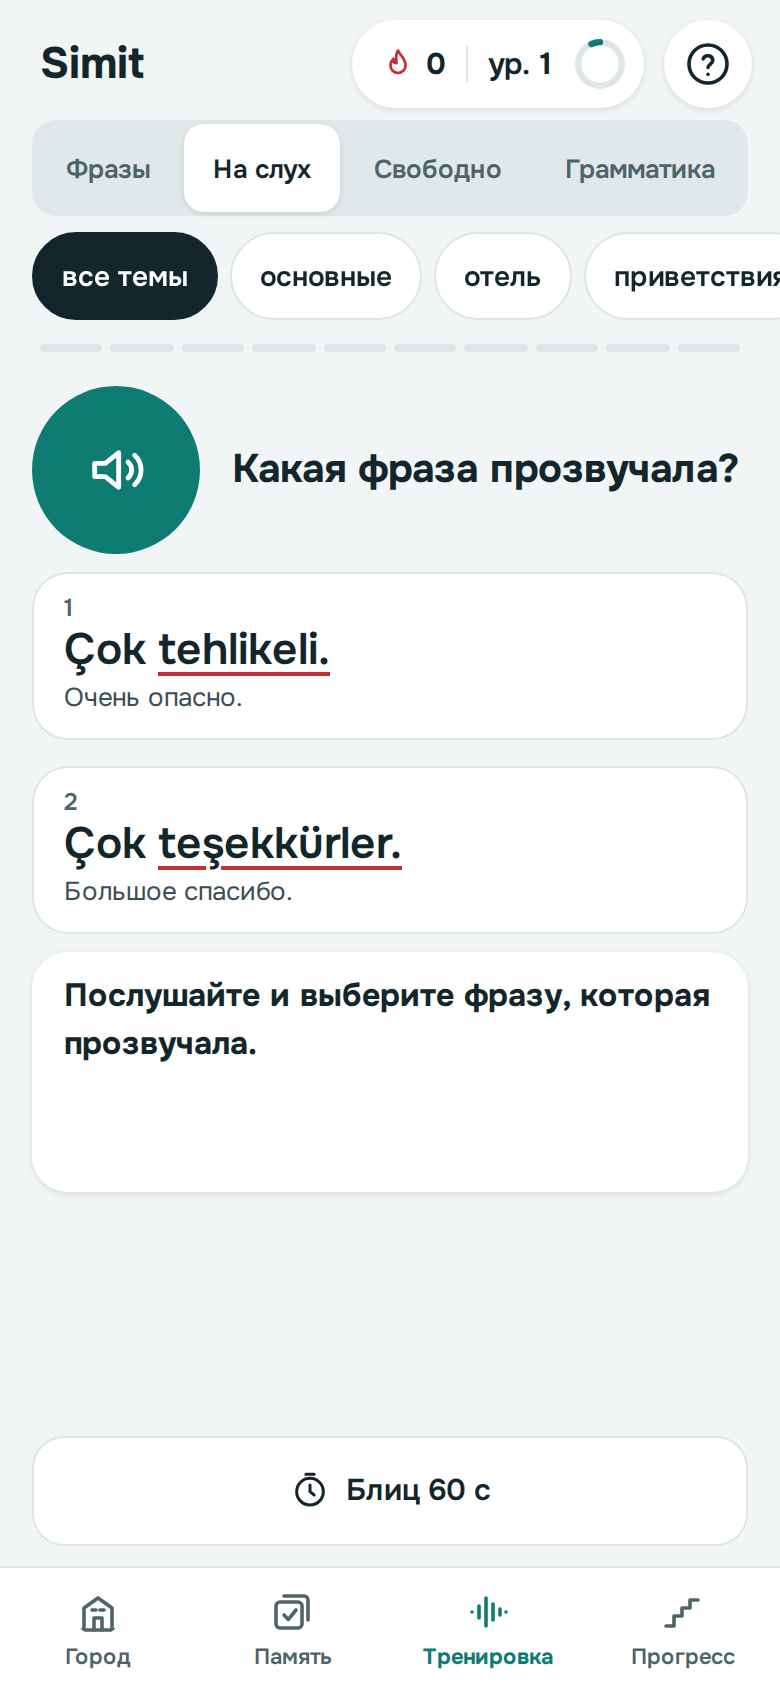 Simit
0
ур. 1
Фразы
На слух
Свободно
Грамматика
все темы
основные
отель
приветствия
Какая фраза прозвучала?
1
Çok tehlikeli.
Очень опасно.
2
Çok teşekkürler.
Большое спасибо.
Послушайте и выберите фразу, которая
прозвучала.
Блиц 60 с
Город
Память
Тренировка
Прогресс